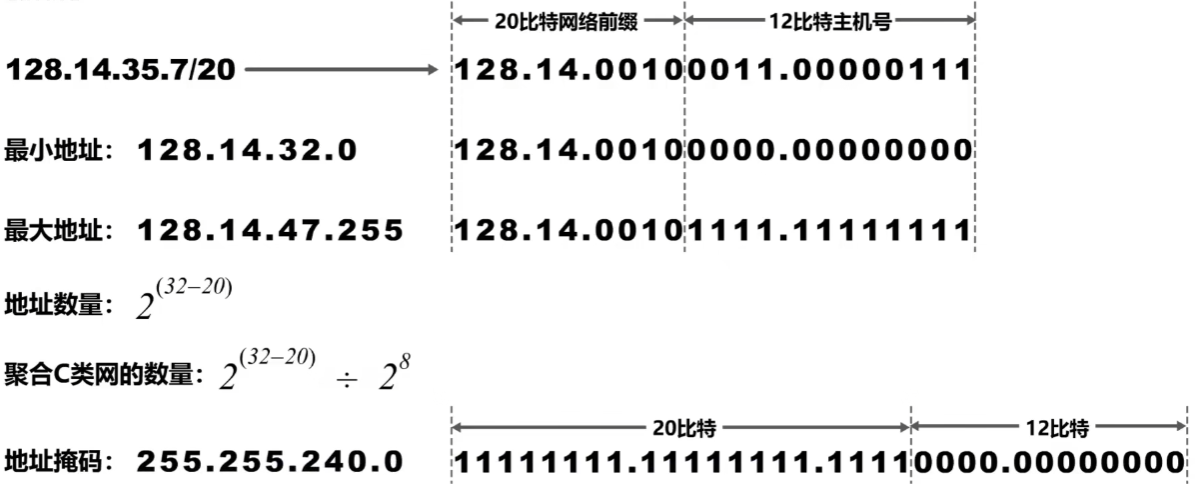 20比特网络前缀 12比特主机号
128.14.35.7/20 128.14.00100011.00000111
最小地址： 128.14.32.0 128.14.00100000.00000000
最大地址： 128.14.47.255 128.14.00101111.11111111
地址数量： 2^(32–20)
聚合C类网的数量： 2^(32–20) ÷ 2^8
20比特 12比特
地址掩码： 255.255.240.0 11111111.11111111.11110000.00000000